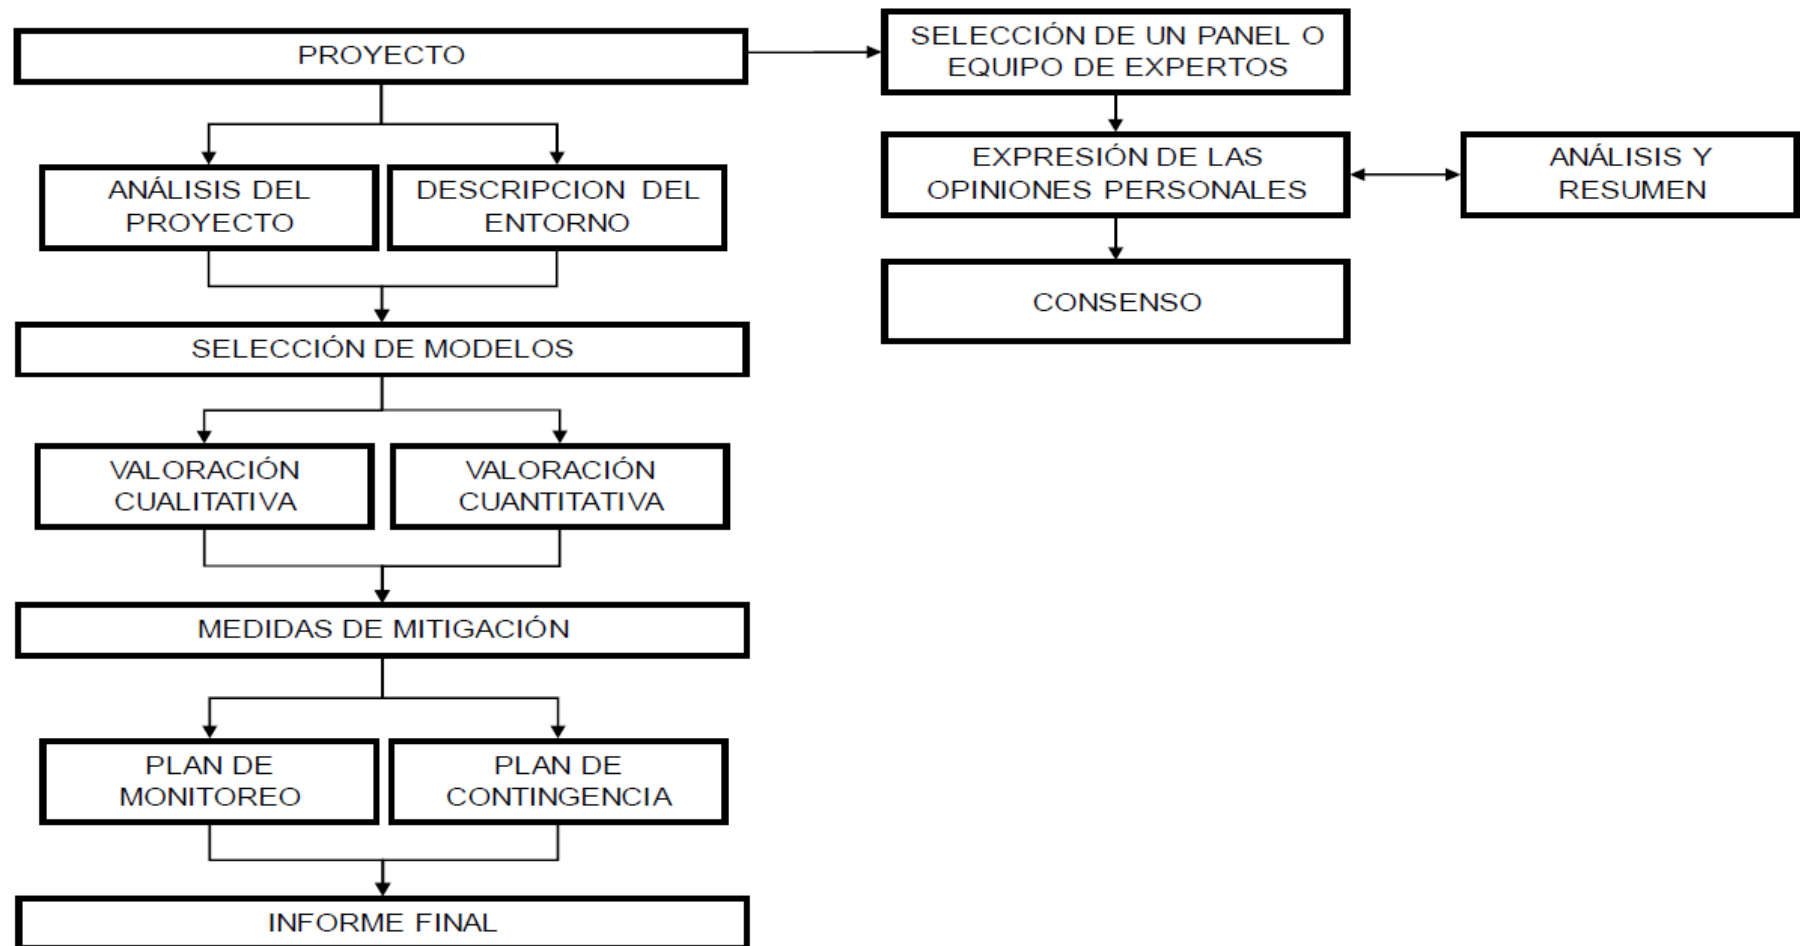 PROYECTO
ANÁLISIS DEL
PROYECTO
DESCRIPCION DEL
ENTORNO
SELECCIÓN DE MODELOS
VALORACIÓN
CUALITATIVA
VALORACIÓN
CUANTITATIVA
MEDIDAS DE MITIGACIÓN
PLAN DE
MONITOREO
PLAN DE
CONTINGENCIA
INFORME FINAL
SELECCIÓN DE UN PANEL O
EQUIPO DE EXPERTOS
EXPRESIÓN DE LAS
OPINIONES PERSONALES
ANÁLISIS Y
RESUMEN
CONSENSO